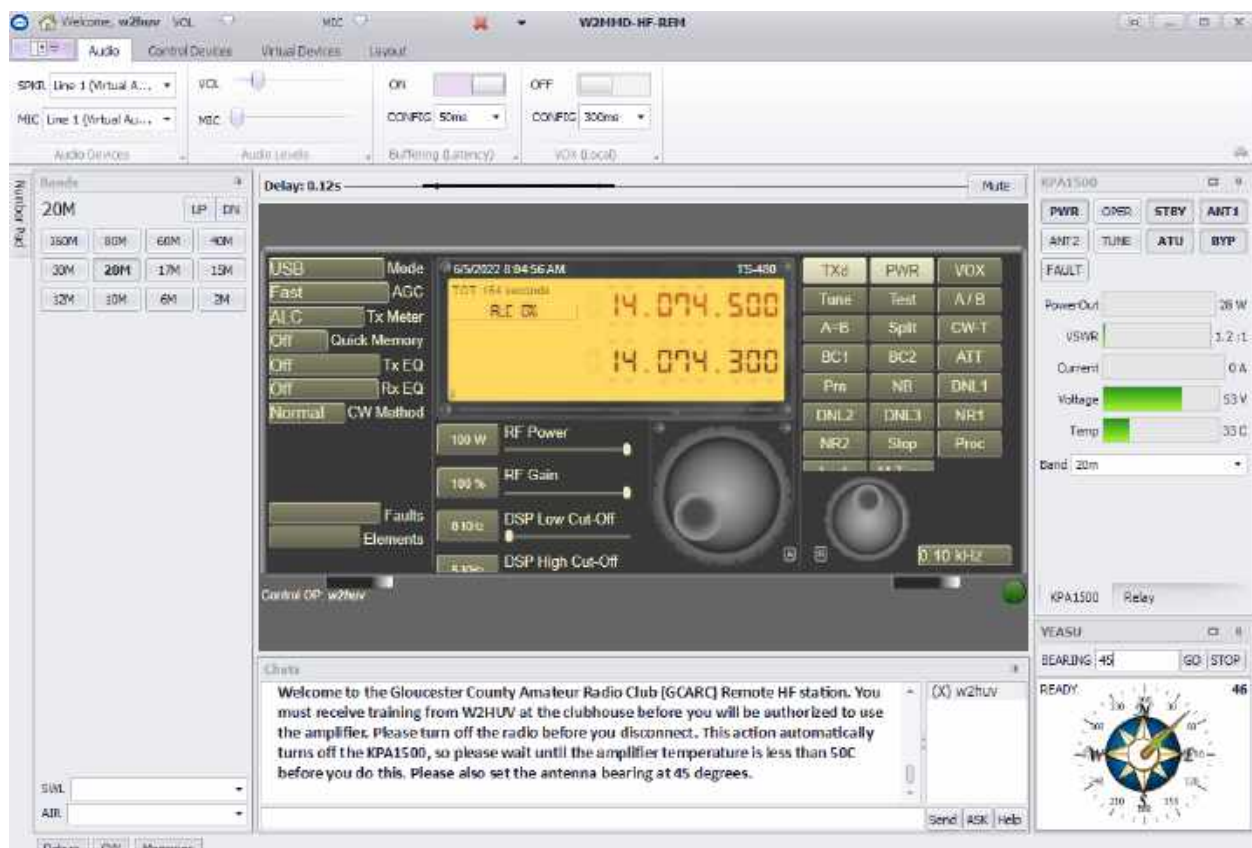 Welcome, w2huv VOL MIC W2MMD-HF-REM
Audio Control Devices Virtual Devices Layout
SPKR Line 1 (Virtual A... VOL ON OFF
MIC Line 1 (Virtual Au... MIC CONFIG 50ms CONFIG 300ms
Audio Devices Audio Levels Buffering (Latency) VOX (Local)
Number Pad
Bands
20M UP DN
160M 80M 60M 40M
30M 20M 17M 15M
12M 10M 6M 2M
SWL
AIR
Delay: 0.12s Mute
USB Mode
Fast AGC
ALC Tx Meter
Off Quick Memory
Off Tx EQ
Off Rx EQ
Normal CW Method
Faults
Elements
6/5/2022 8:04:56 AM TS-480
TOT 164 seconds
ALC 0%
14.074.500
14.074.300
100 W RF Power
100 % RF Gain
DSP Low Cut-Off
DSP High Cut-Off
TXd PWR VOX
Tune Test A/B
A=B Split CW-T
BC1 BC2 ATT
Pre NB DNL1
DNL2 DNL3 NR1
NR2 Stop Proc
A B
0.10 kHz
Control OP: w2huv
Chats
Welcome to the Gloucester County Amateur Radio Club (GCARC) Remote HF station. You
must receive training from W2HUV at the clubhouse before you will be authorized to use
the amplifier. Please turn off the radio before you disconnect. This action automatically
turns off the KPA1500, so please wait until the amplifier temperature is less than 50C
before you do this. Please also set the antenna bearing at 45 degrees.
(X) w2huv
Send ASK Help
KPA1500
PWR OPER STBY ANT1
ANT2 TUNE ATU BYP
FAULT
PowerOut 26 W
VSWR 1.2 :1
Current 0 A
Voltage 53 V
Temp 33 C
Band 20m
KPA1500 Relay
YEASU
BEARING 45 GO STOP
READY 46
N
W E
S